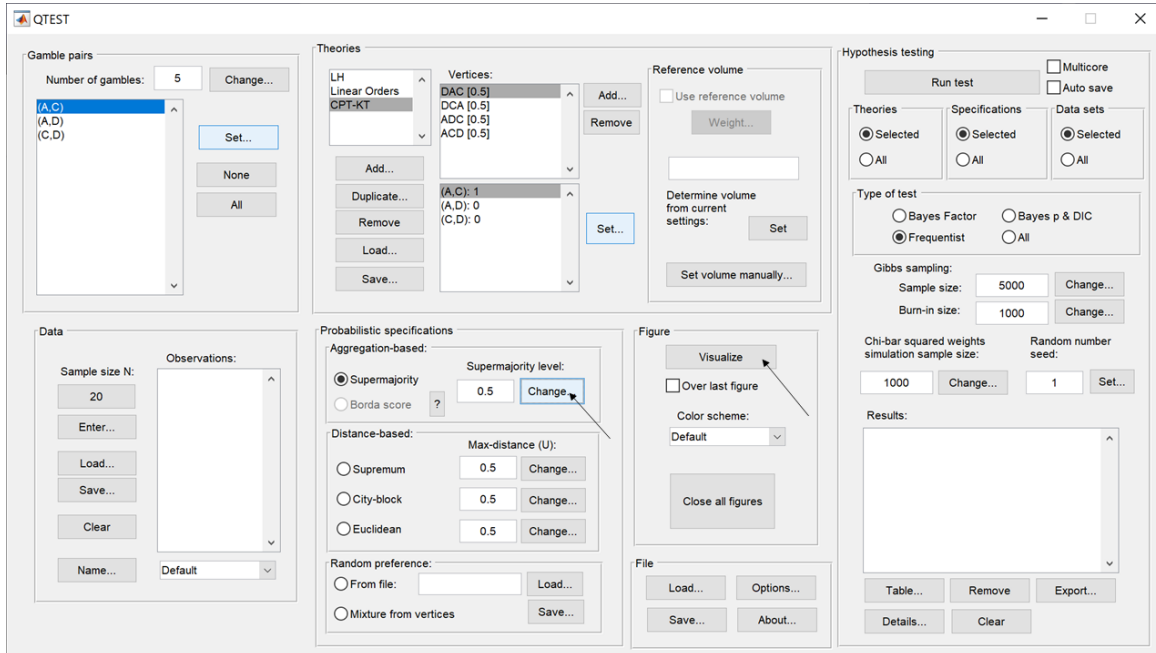 QTEST
Gamble pairs
Number of gambles: 5 Change...
(A,C)
(A,D)
(C,D)
Set...
None
All
Theories
LH
Linear Orders
CPT-KT
Add...
Duplicate...
Remove
Load...
Save...
Vertices:
DAC [0.5]
DCA [0.5]
ADC [0.5]
ACD [0.5]
Add...
Remove
(A,C): 1
(A,D): 0
(C,D): 0
Set...
Reference volume
Use reference volume
Weight...
Determine volume
from current
settings:
Set
Set volume manually...
Hypothesis testing
Run test
Multicore
Auto save
Theories
Selected
All
Specifications
Selected
All
Data sets
Selected
All
Type of test
Bayes Factor Bayes p & DIC
Frequentist All
Gibbs sampling:
Sample size: 5000 Change...
Burn-in size: 1000 Change...
Chi-bar squared weights
simulation sample size:
1000 Change...
Random number
seed:
1 Set...
Results:
Table... Remove Export...
Details... Clear
Data
Sample size N:
20
Enter...
Load...
Save...
Clear
Name...
Observations:
Default
Probabilistic specifications
Aggregation-based:
Supermajority
Borda score ?
Supermajority level:
0.5 Change...
Distance-based:
Max-distance (U):
Supremum 0.5 Change...
City-block 0.5 Change...
Euclidean 0.5 Change...
Random preference:
From file: Load...
Mixture from vertices Save...
Figure
Visualize
Over last figure
Color scheme:
Default
Close all figures
File
Load... Options...
Save... About...